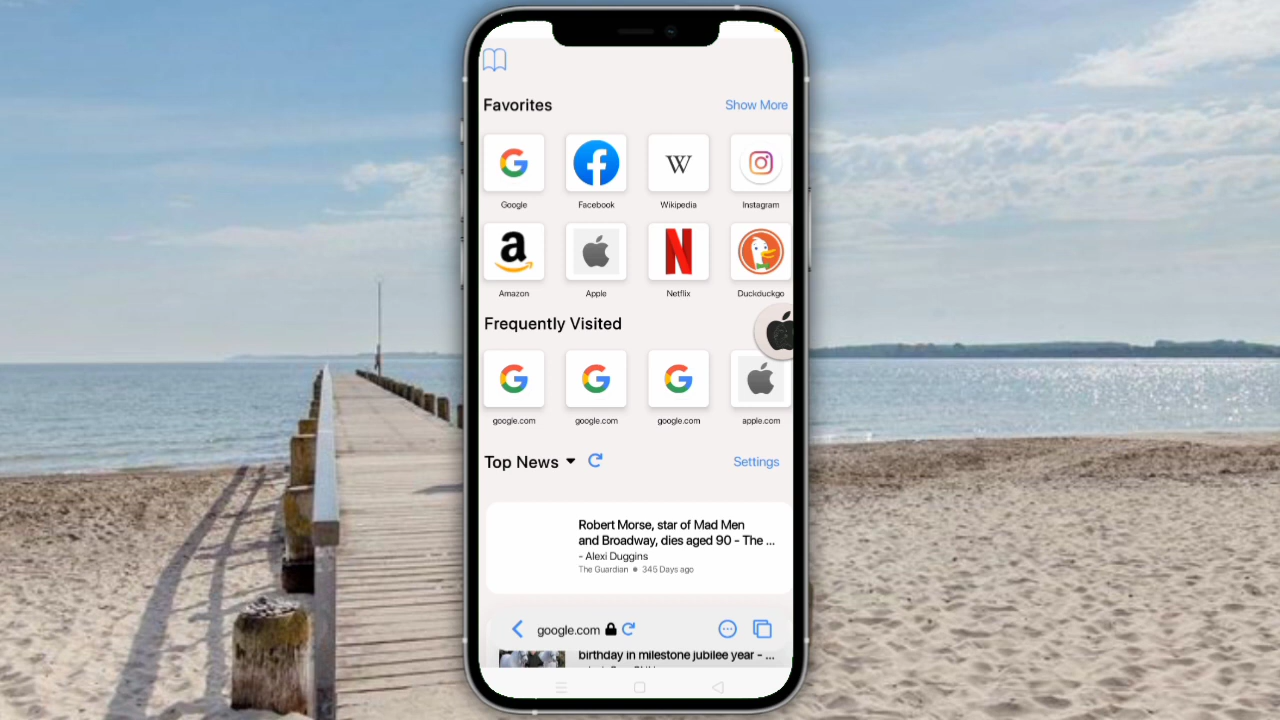 Favorites
Show More
Google
Facebook
W
Wikipedia
Instagram
a
Amazon
Apple
N
Netflix
Duckduckgo
Frequently Visited
google.com
google.com
google.com
apple.com
Top News
Settings
Robert Morse, star of Mad Men
and Broadway, dies aged 90 - The ...
- Alexi Duggins
The Guardian ● 345 Days ago
google.com
birthday in milestone jubilee year - ...